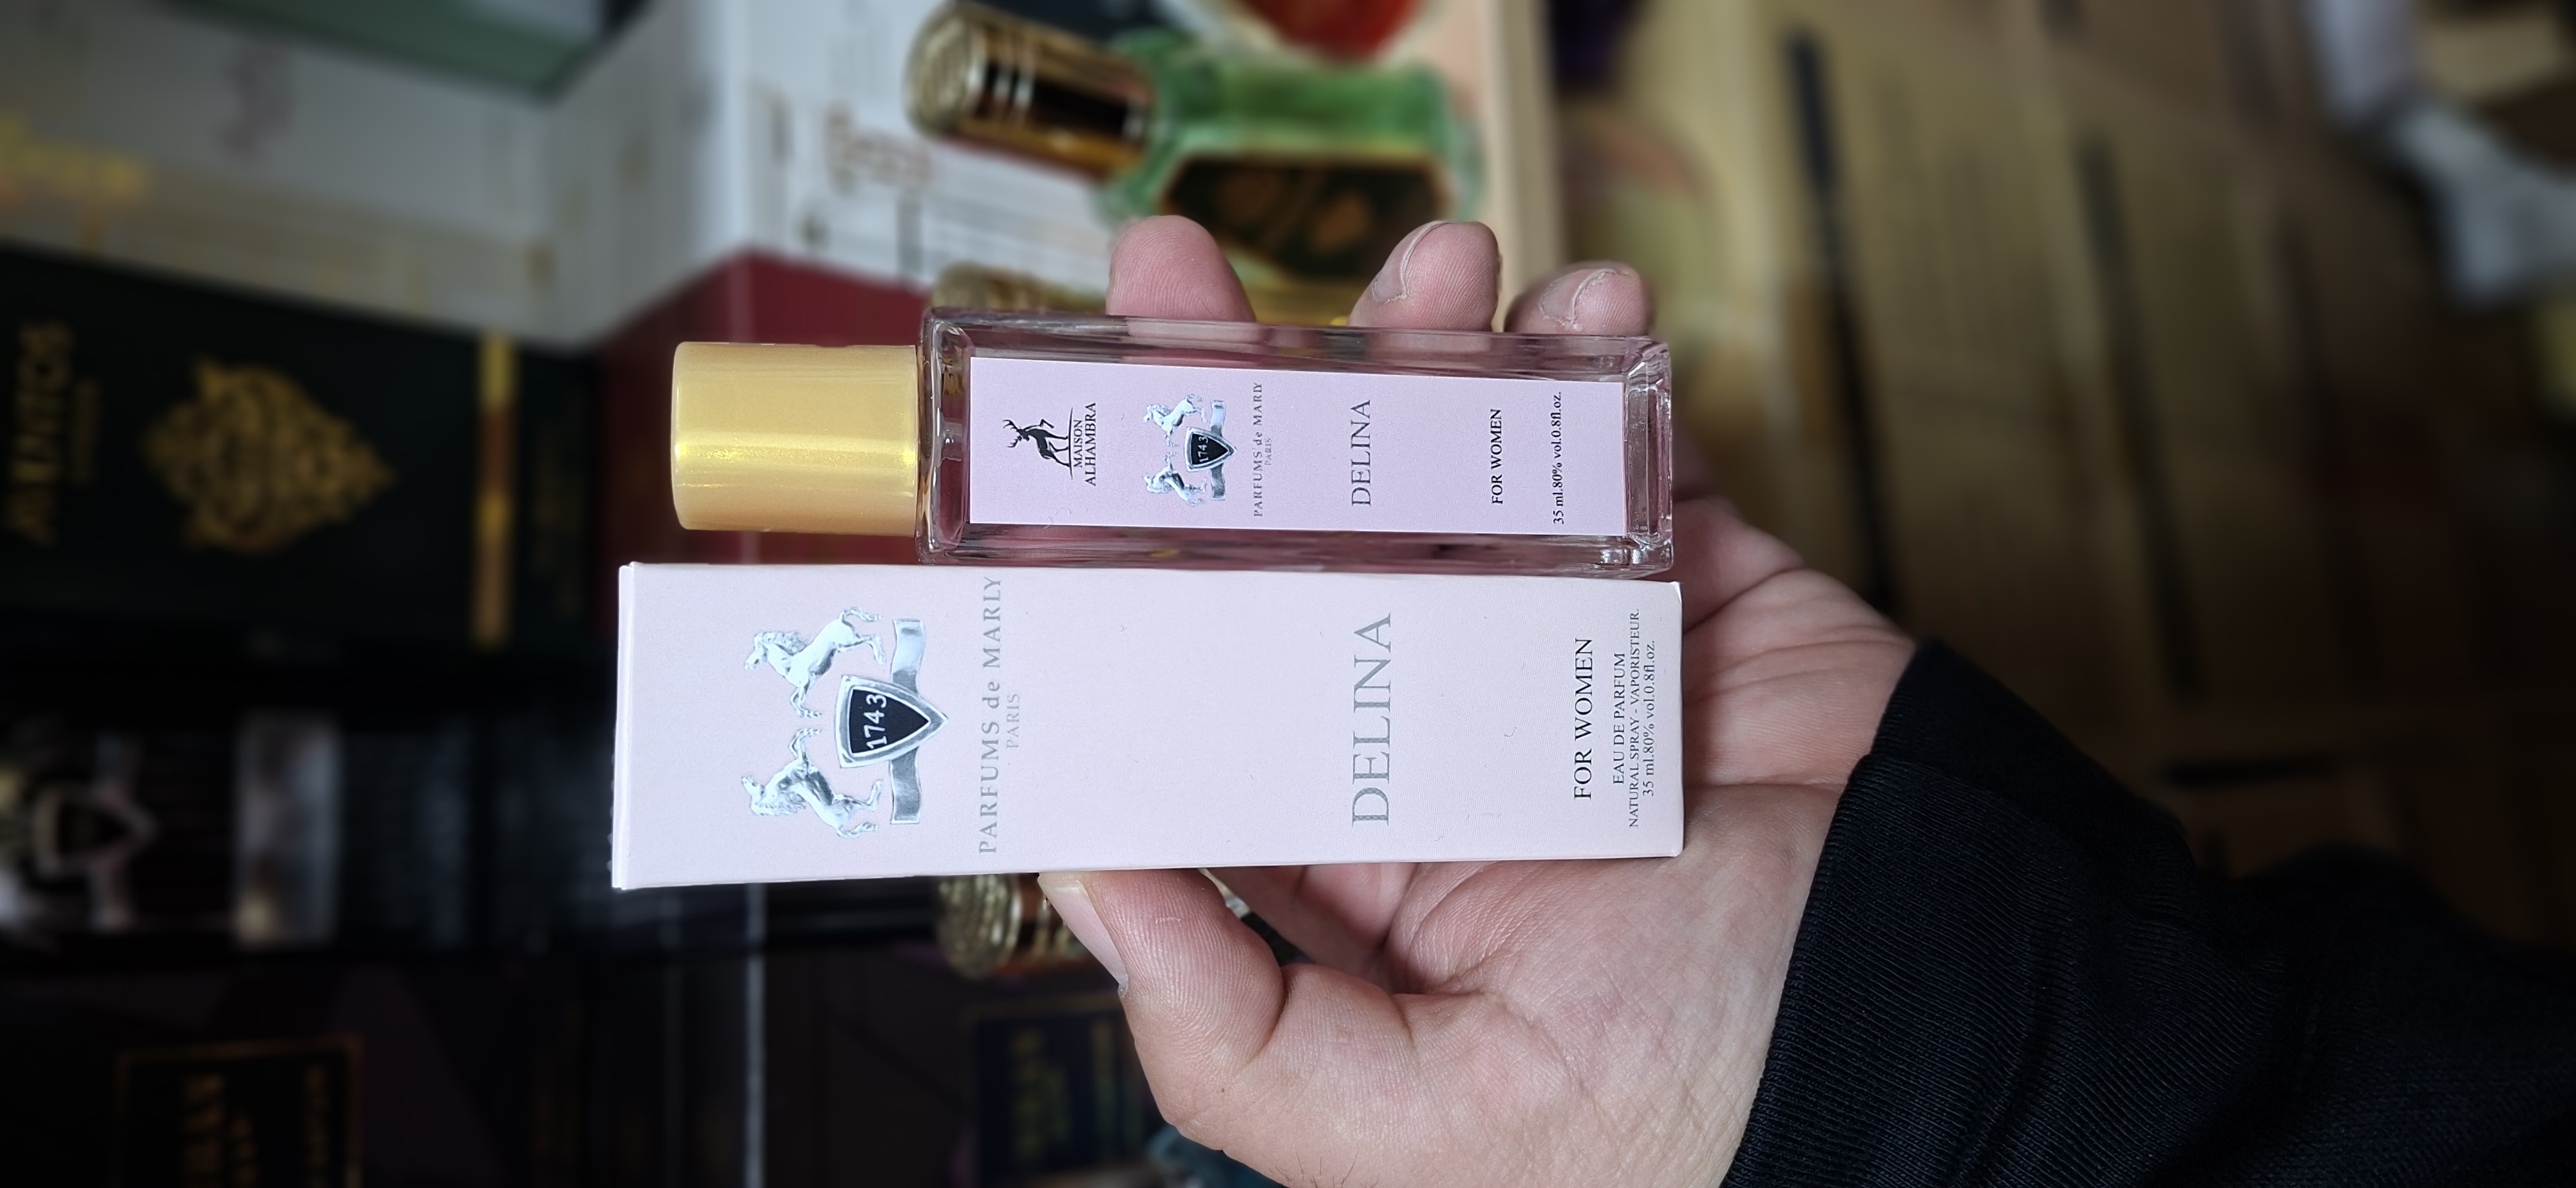 MAISON
ALHAMBRA
1743
PARFUMS de MARLY
PARIS
DELINA
FOR WOMEN
35 ml.80% vol.0.8fl.oz.
1743
PARFUMS de MARLY
PARIS
DELINA
FOR WOMEN
EAU DE PARFUM
NATURAL SPRAY - VAPORISTEUR.
35 ml.80% vol.0.8fl.oz.